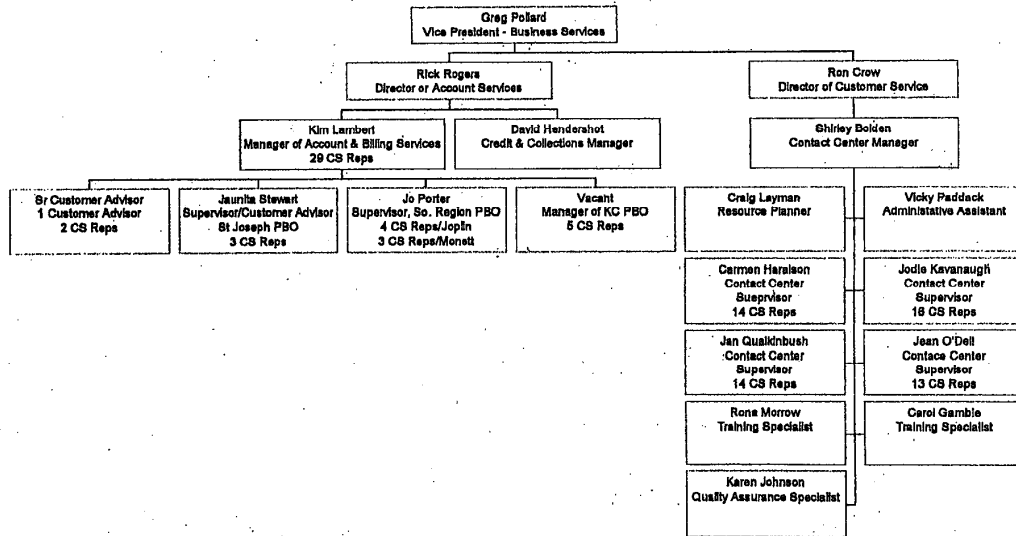 Greg Pollard
Vice President - Business Services
Rick Rogers
Director or Account Services
Ron Crow
Director of Customer Service
Kim Lambert
Manager of Account & Billing Services
29 CS Reps
David Hendershot
Credit & Collections Manager
Shirley Bolden
Contact Center Manager
Sr Customer Advisor
1 Customer Advisor
2 CS Reps
Jaunita Stewart
Supervisor/Customer Advisor
St Joseph PBO
3 CS Reps
Jo Porter
Supervisor, So. Region PBO
4 CS Reps/Joplin
3 CS Reps/Monett
Vacant
Manager of KC PBO
5 CS Reps
Craig Layman
Resource Planner
Vicky Paddack
Administative Assistant
Carmen Haralson
Contact Center
Sueprvisor
14 CS Reps
Jodie Kavanaugh
Contact Center
Supervisor
16 CS Reps
Jan Qualkinbush
Contact Center
Supervisor
14 CS Reps
Jean O'Dell
Contace Center
Supervisor
13 CS Reps
Rona Morrow
Training Specialist
Carol Gamble
Training Specialist
Karen Johnson
Quality Assurance Specialist